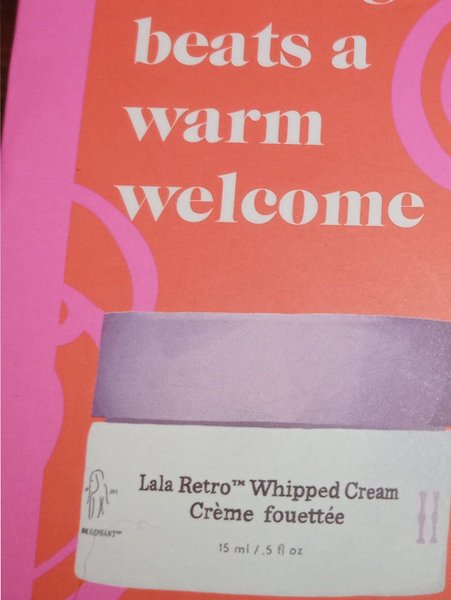 beats a
warm
welcome
Lala Retro™ Whipped Cream
Crème fouettée
15 ml / .5 fl oz